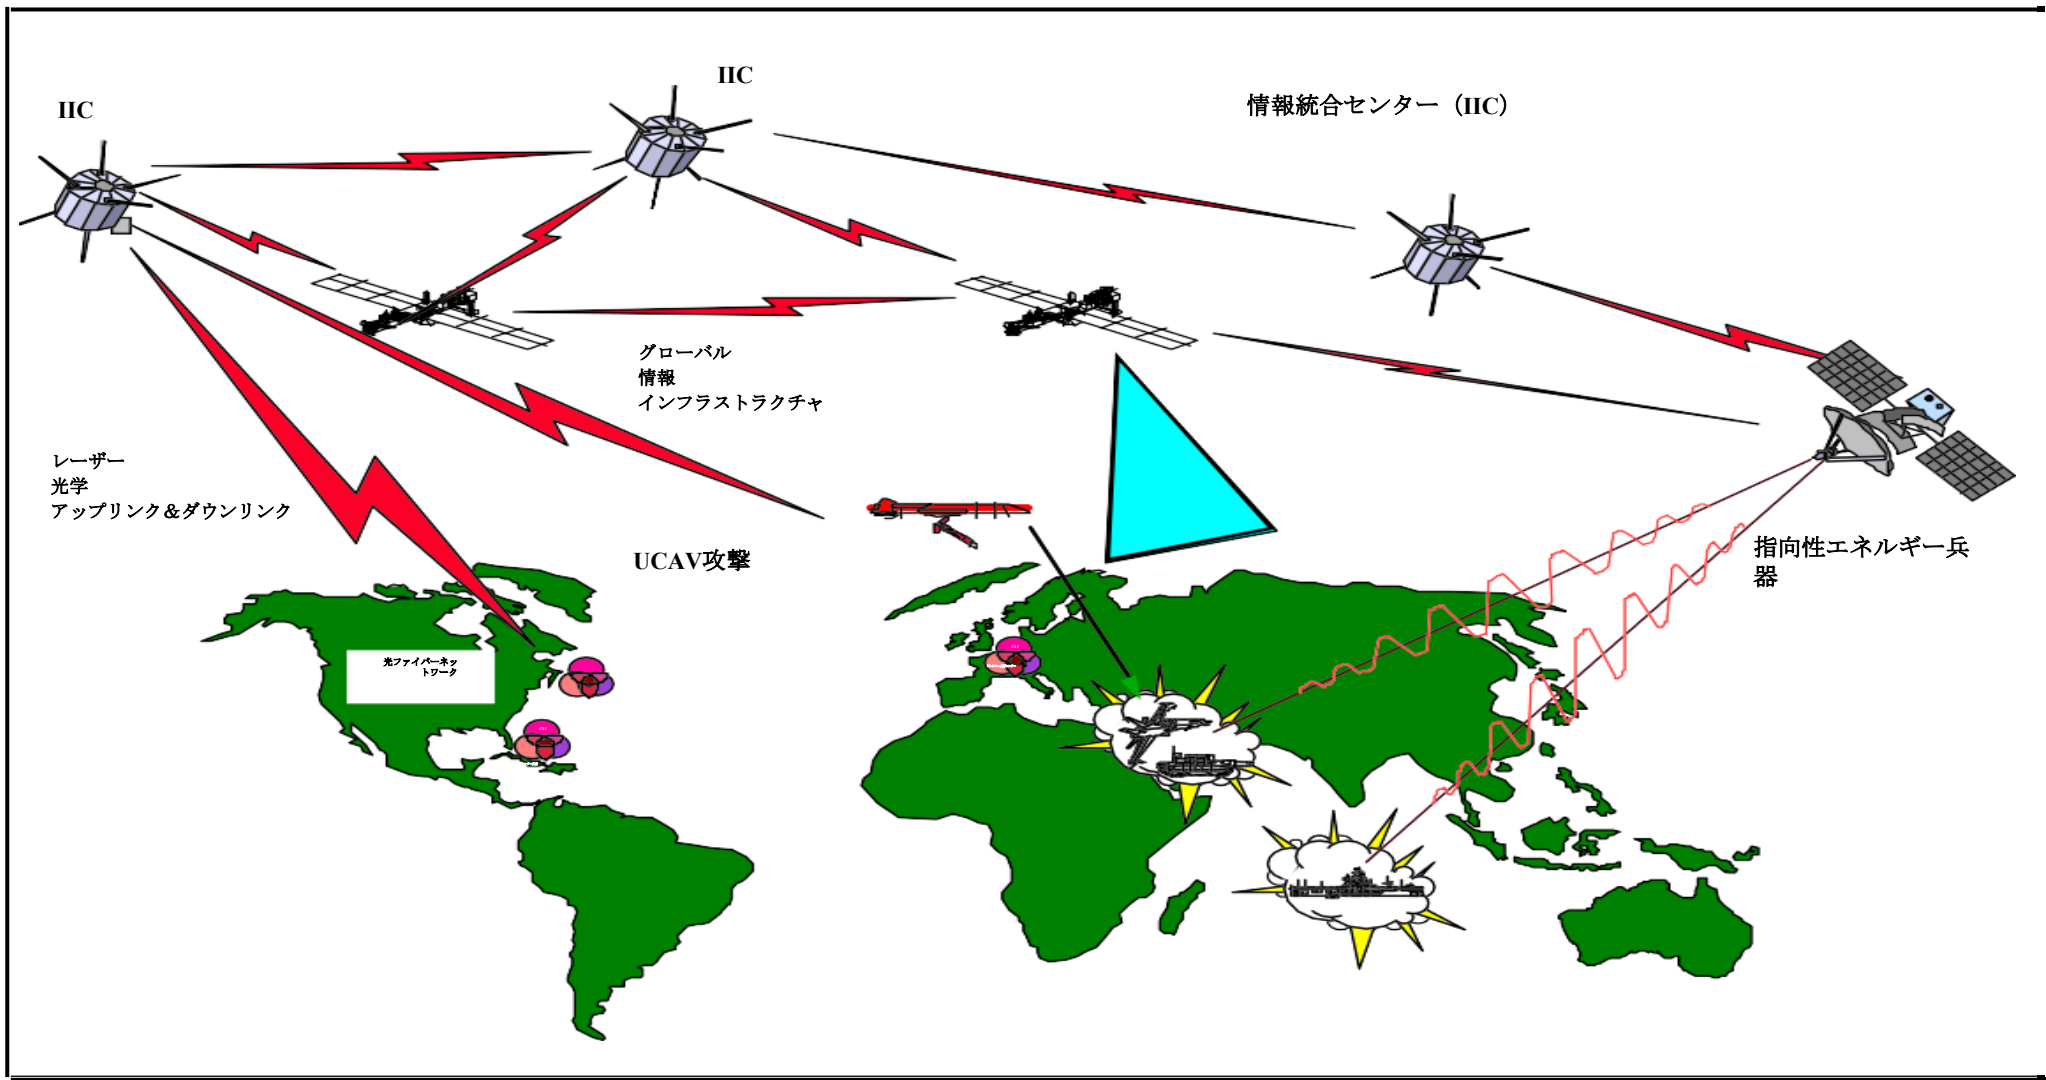 IIC
IIC
情報統合センター（IIC）
グローバル
情報
インフラストラクチャ
レーザー
光学
アップリンク＆ダウンリンク
UCAV攻撃
指向性エネルギー兵
器
光ファイバーネッ
トワーク